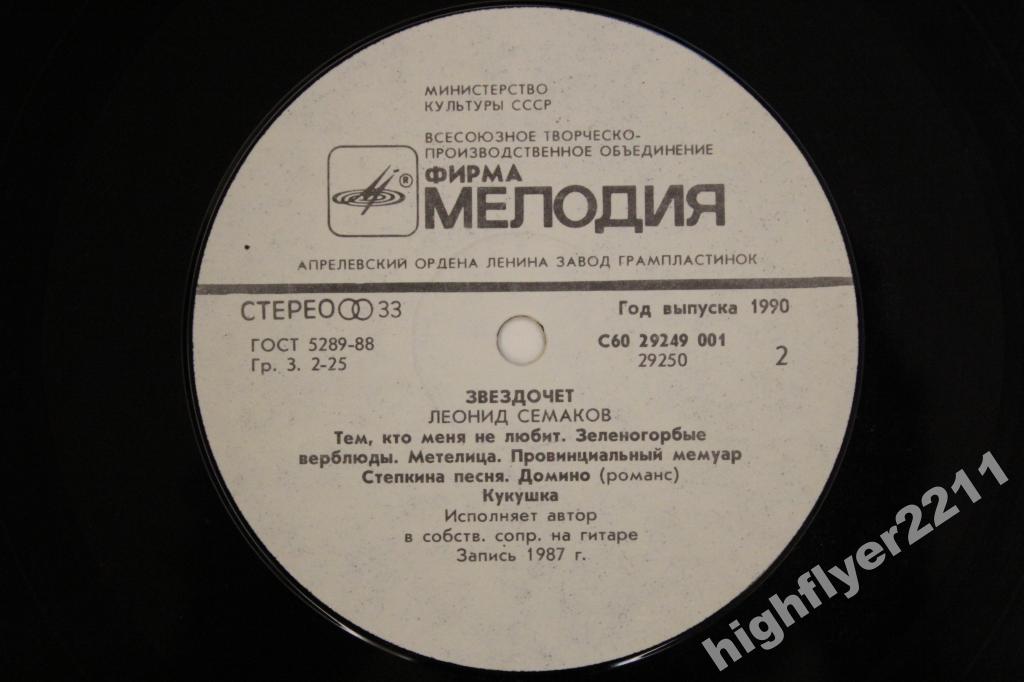 МИНИСТЕРСТВО
КУЛЬТУРЫ СССР
ВСЕСОЮЗНОЕ ТВОРЧЕСКО-
ПРОИЗВОДСТВЕННОЕ ОБЪЕДИНЕНИЕ
ФИРМА
®
МЕЛОДИЯ
АПРЕЛЕВСКИЙ ОРДЕНА ЛЕНИНА ЗАВОД ГРАМПЛАСТИНОК
СТЕРЕО 33
Год выпуска 1990
ГОСТ 5289-88
С60 29249 001
Гр. 3. 2-25
29250
2
ЗВЕЗДОЧЕТ
ЛЕОНИД СЕМАКОВ
Тем, кто меня не любит. Зеленогорбые
верблюды. Метелица. Провинциальный мемуар
Степкина песня. Домино (романс)
Кукушка
Исполняет автор
в собств. сопр. на гитаре
Запись 1987 г.
highflyer2211